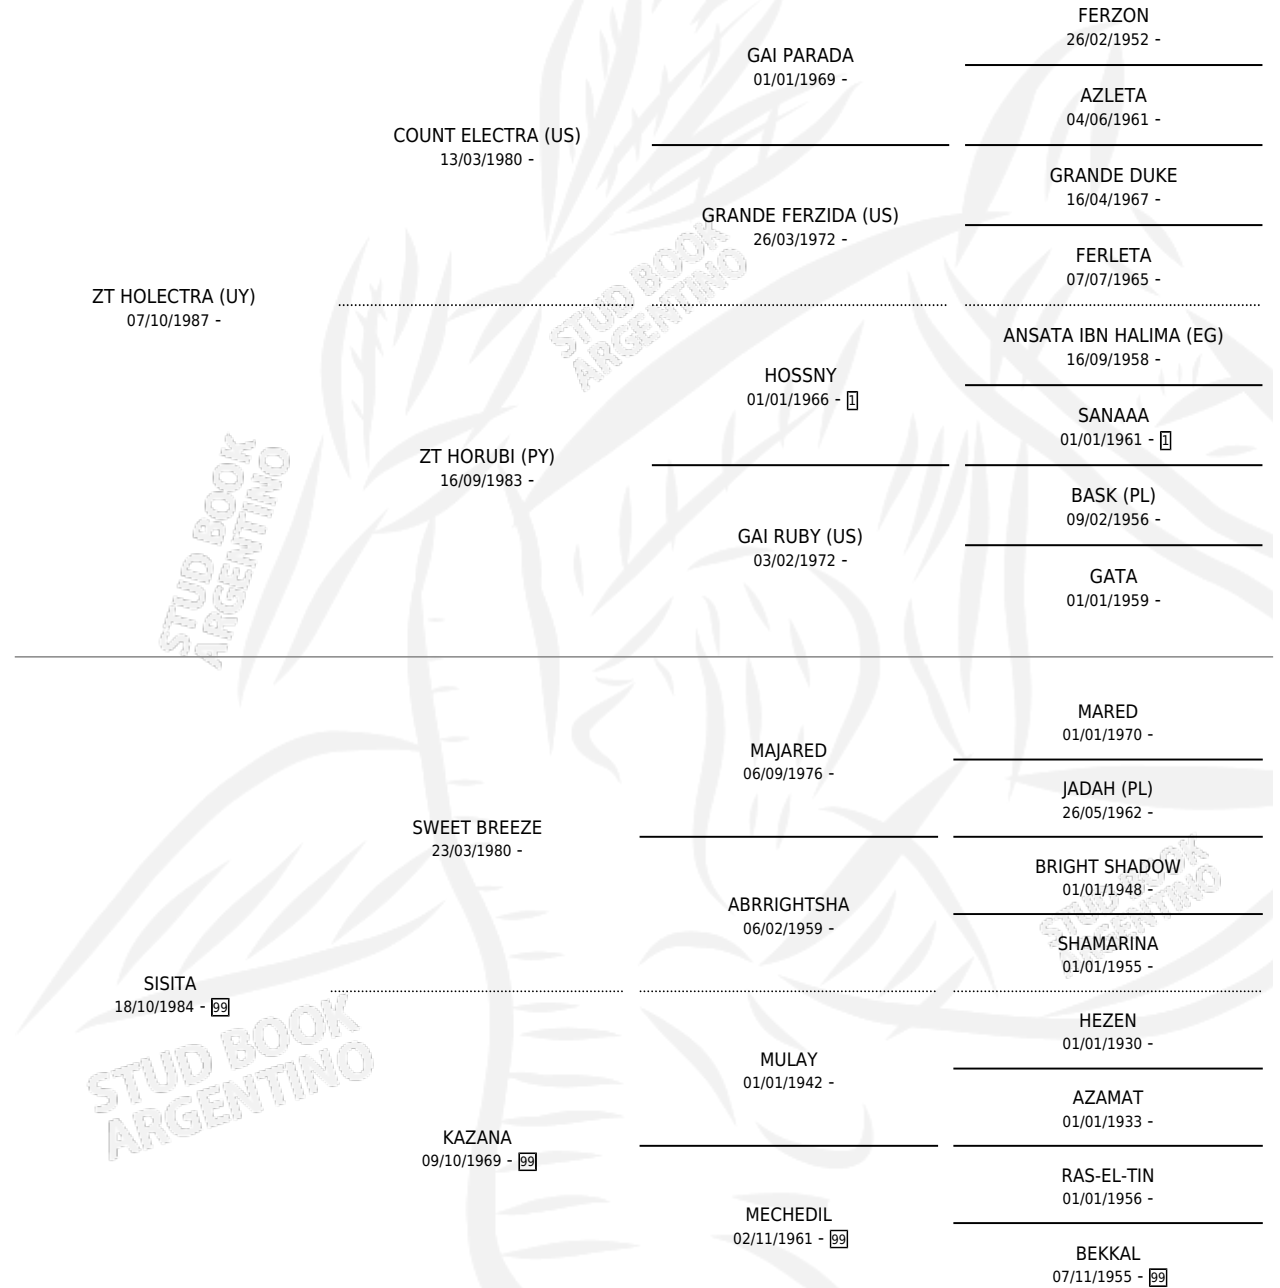 FERZON
26/02/1952 -
GAI PARADA
01/01/1969 -
AZLETA
04/06/1961 -
COUNT ELECTRA (US)
13/03/1980 -
GRANDE DUKE
16/04/1967 -
GRANDE FERZIDA (US)
26/03/1972 -
FERLETA
07/07/1965 -
ZT HOLECTRA (UY)
07/10/1987 -
ANSATA IBN HALIMA (EG)
16/09/1958 -
HOSSNY
01/01/1966 - 1
SANAAA
01/01/1961 - 1
ZT HORUBI (PY)
16/09/1983 -
BASK (PL)
09/02/1956 -
GAI RUBY (US)
03/02/1972 -
GATA
01/01/1959 -
STUD BOOK
ARGENTINO
STUD BOOK
ARGENTINO
MARED
01/01/1970 -
MAJARED
06/09/1976 -
JADAH (PL)
26/05/1962 -
SWEET BREEZE
23/03/1980 -
BRIGHT SHADOW
01/01/1948 -
ABRRIGHTSHA
06/02/1959 -
SHAMARINA
01/01/1955 -
STUD BOOK
ARGENTINO
SISITA
18/10/1984 - 99
HEZEN
01/01/1930 -
MULAY
01/01/1942 -
AZAMAT
01/01/1933 -
KAZANA
09/10/1969 - 99
RAS-EL-TIN
01/01/1956 -
MECHEDIL
02/11/1961 - 99
BEKKAL
07/11/1955 - 99
STUD BOOK
ARGENTINO